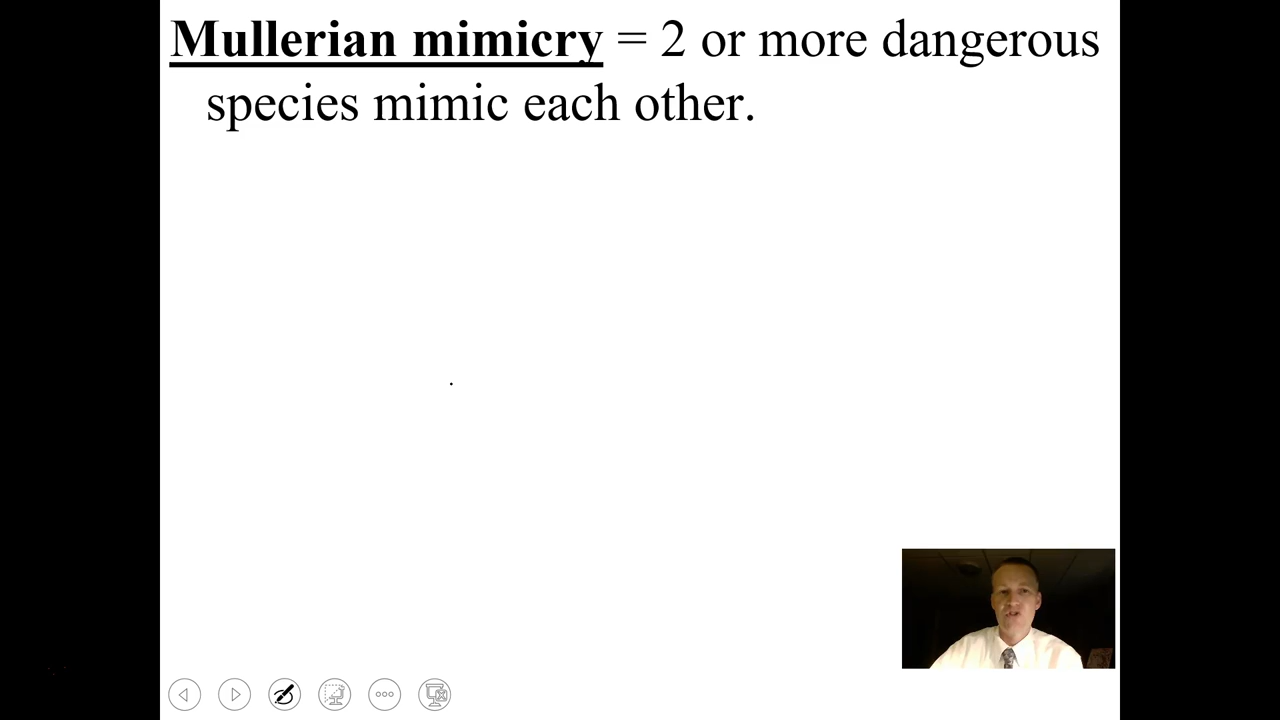 Mullerian mimicry = 2 or more dangerous
species mimic each other.